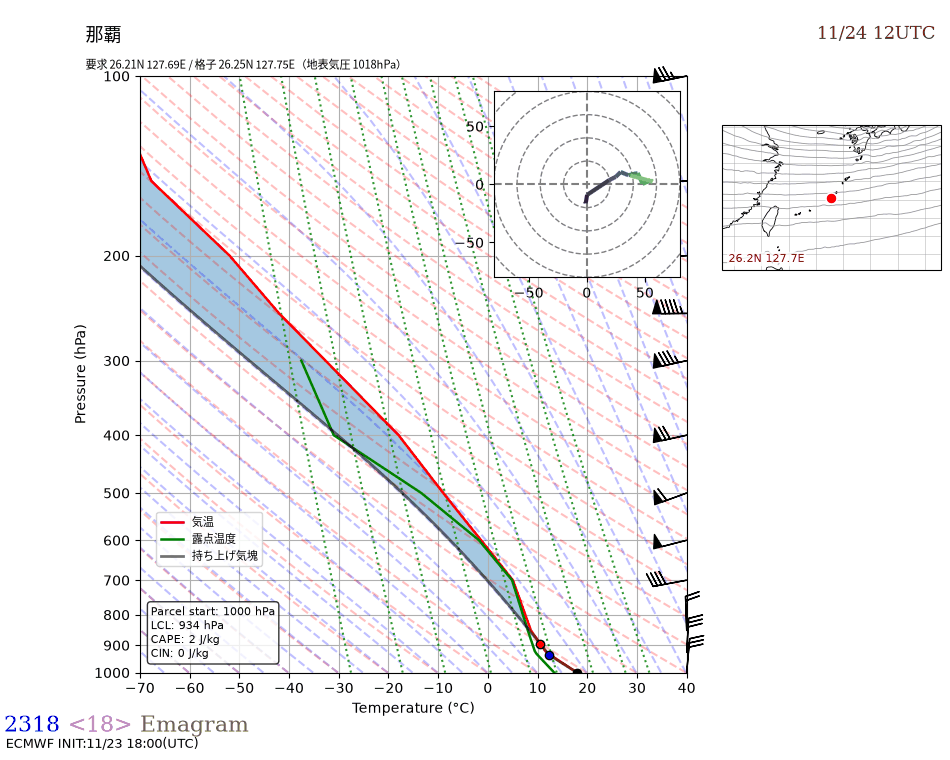 那覇
11/24 12UTC
要求 26.21N 127.69E / 格子 26.25N 127.75E（地表気圧 1018hPa）
100
200
300
400
500
600
700
800
900
1000
Pressure (hPa)
50
0
−50
−50 0 50
26.2N 127.7E
気温
露点温度
持ち上げ気塊
Parcel start: 1000 hPa
LCL: 934 hPa
CAPE: 2 J/kg
CIN: 0 J/kg
−70 −60 −50 −40 −30 −20 −10 0 10 20 30 40
Temperature (°C)
2318 <18> Emagram
ECMWF INIT:11/23 18:00(UTC)